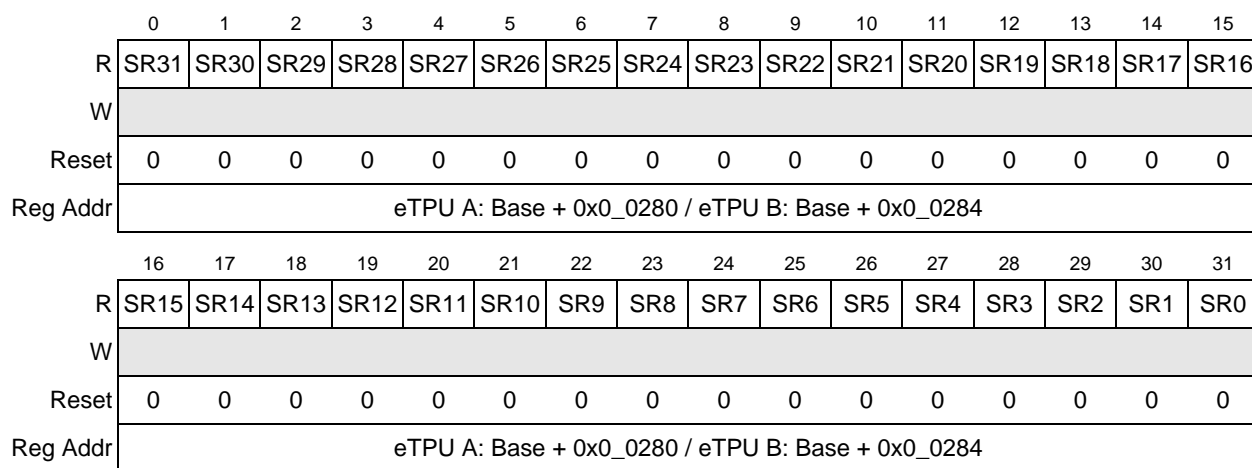 0 1 2 3 4 5 6 7 8 9 10 11 12 13 14 15
R SR31 SR30 SR29 SR28 SR27 SR26 SR25 SR24 SR23 SR22 SR21 SR20 SR19 SR18 SR17 SR16
W
Reset 0 0 0 0 0 0 0 0 0 0 0 0 0 0 0 0
Reg Addr eTPU A: Base + 0x0_0280 / eTPU B: Base + 0x0_0284
16 17 18 19 20 21 22 23 24 25 26 27 28 29 30 31
R SR15 SR14 SR13 SR12 SR11 SR10 SR9 SR8 SR7 SR6 SR5 SR4 SR3 SR2 SR1 SR0
W
Reset 0 0 0 0 0 0 0 0 0 0 0 0 0 0 0 0
Reg Addr eTPU A: Base + 0x0_0280 / eTPU B: Base + 0x0_0284